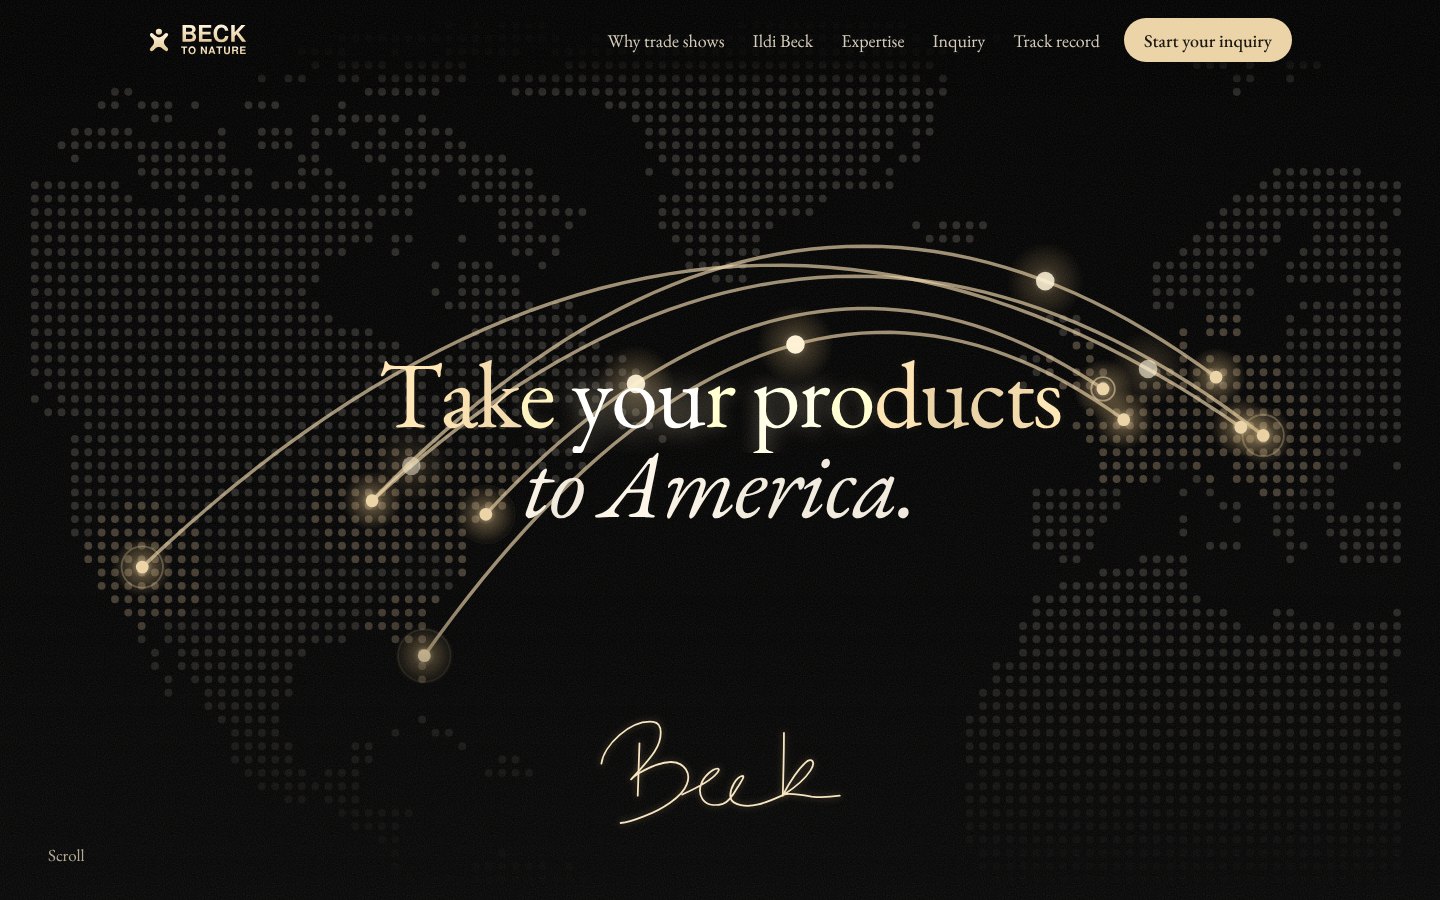 BECK
TO NATURE
Why trade shows
Ildi Beck
Expertise
Inquiry
Track record
Start your inquiry
Take your products
to America.
Beck
Scroll